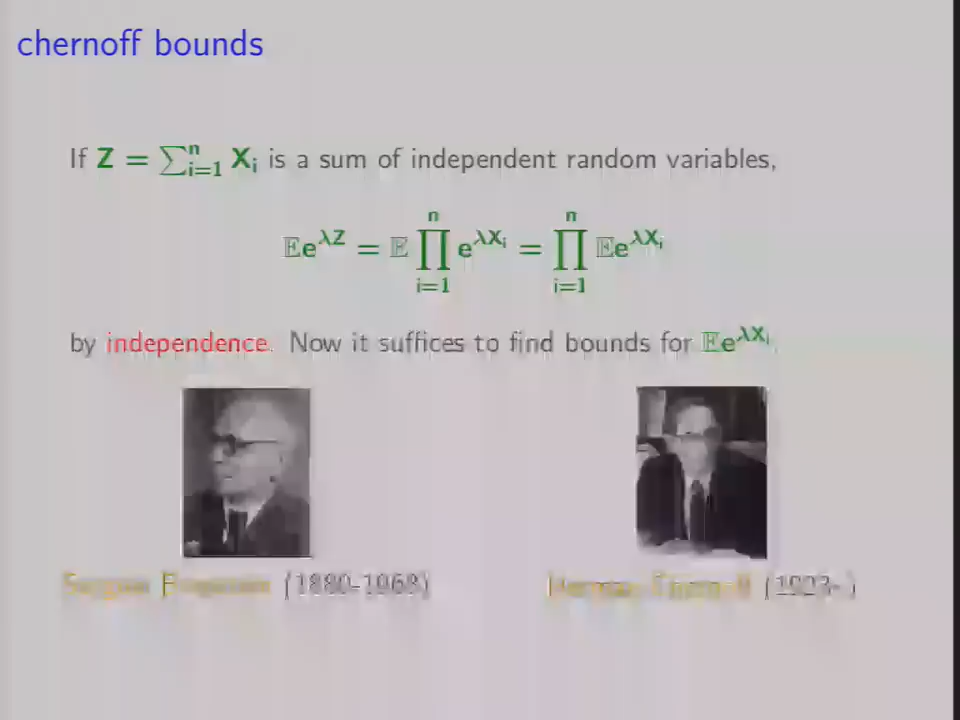 chernoff bounds
If Z = ∑ⁿᵢ₌₁ Xᵢ is a sum of independent random variables,
𝔼e^{λZ} = 𝔼 ∏ⁿᵢ₌₁ e^{λXᵢ} = ∏ⁿᵢ₌₁ 𝔼e^{λXᵢ}
by independence. Now it suffices to find bounds for 𝔼e^{λXᵢ}.
(1880-1968) (1923-)